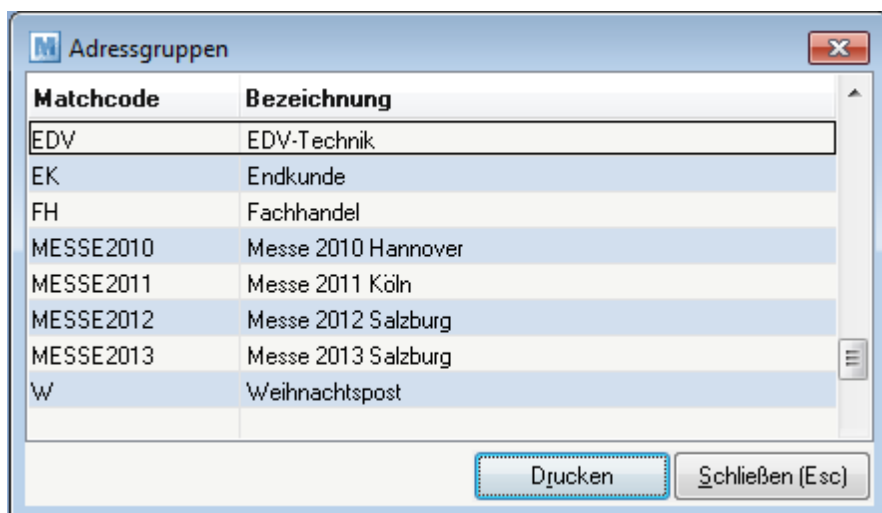 Adressgruppen
Matchcode Bezeichnung
EDV EDV-Technik
EK Endkunde
FH Fachhandel
MESSE2010 Messe 2010 Hannover
MESSE2011 Messe 2011 Köln
MESSE2012 Messe 2012 Salzburg
MESSE2013 Messe 2013 Salzburg
W Weihnachtspost
Drucken Schließen (Esc)